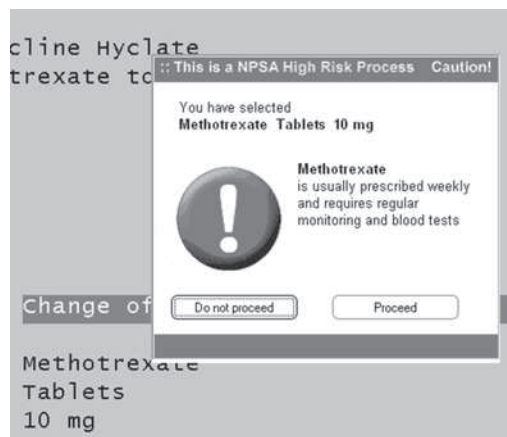 cline Hyclate
trexate to
:: This is a NPSA High Risk Process Caution!
You have selected
Methotrexate Tablets 10 mg
Methotrexate
is usually prescribed weekly
and requires regular
monitoring and blood tests
Do not proceed Proceed
Change of
Methotrexate
Tablets
10 mg